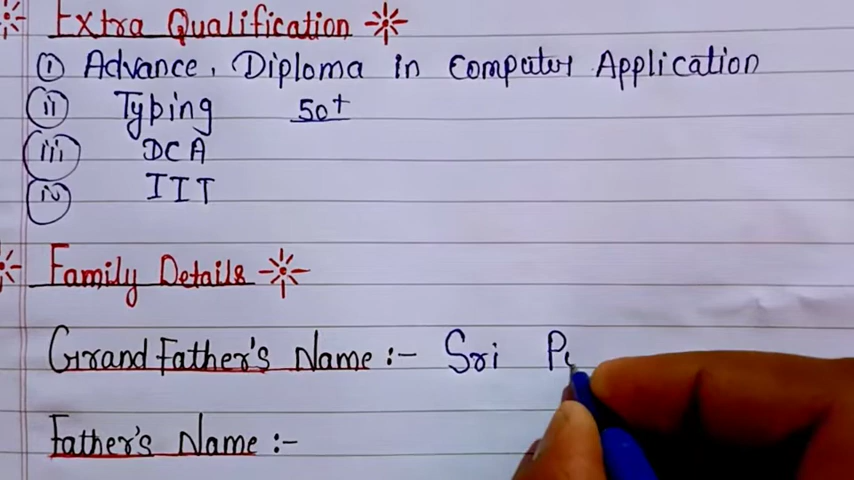 Extra Qualification
i Advance, Diploma in Computer Application
ii Typing 50+
iii DCA
iv IIT
Family Details
Grand Father's Name :- Sri
Father's Name :-